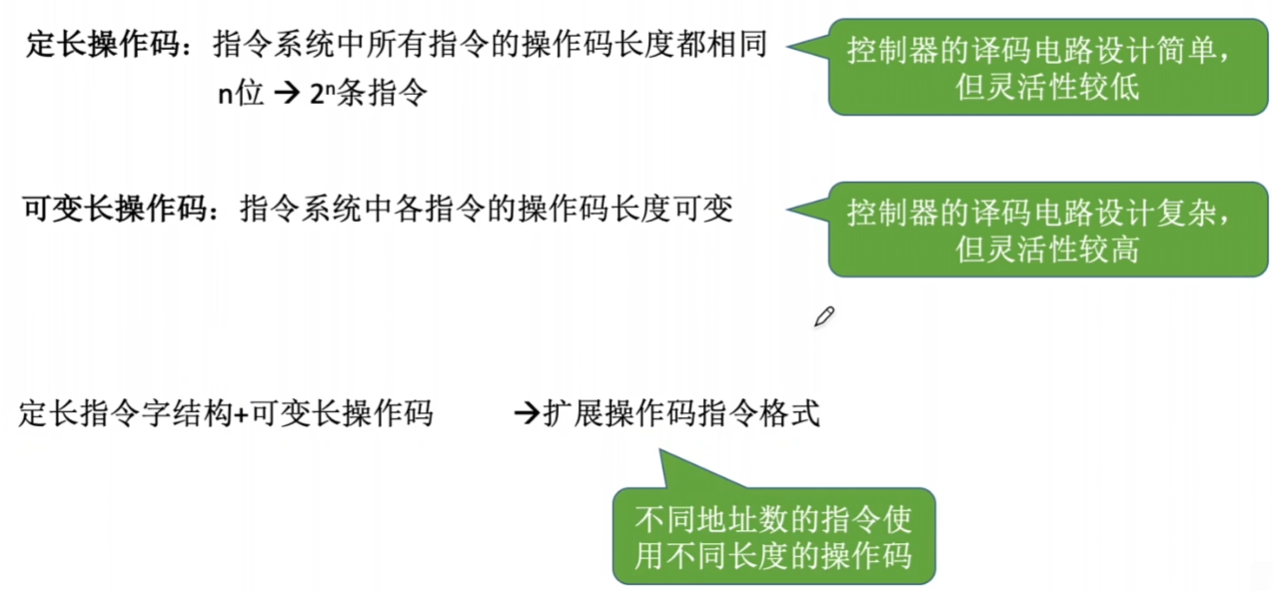 定长操作码：指令系统中所有指令的操作码长度都相同
n位 → 2ⁿ条指令
控制器的译码电路设计简单，
但灵活性较低
可变长操作码：指令系统中各指令的操作码长度可变
控制器的译码电路设计复杂，
但灵活性较高
定长指令字结构+可变长操作码 →扩展操作码指令格式
不同地址数的指令使
用不同长度的操作码